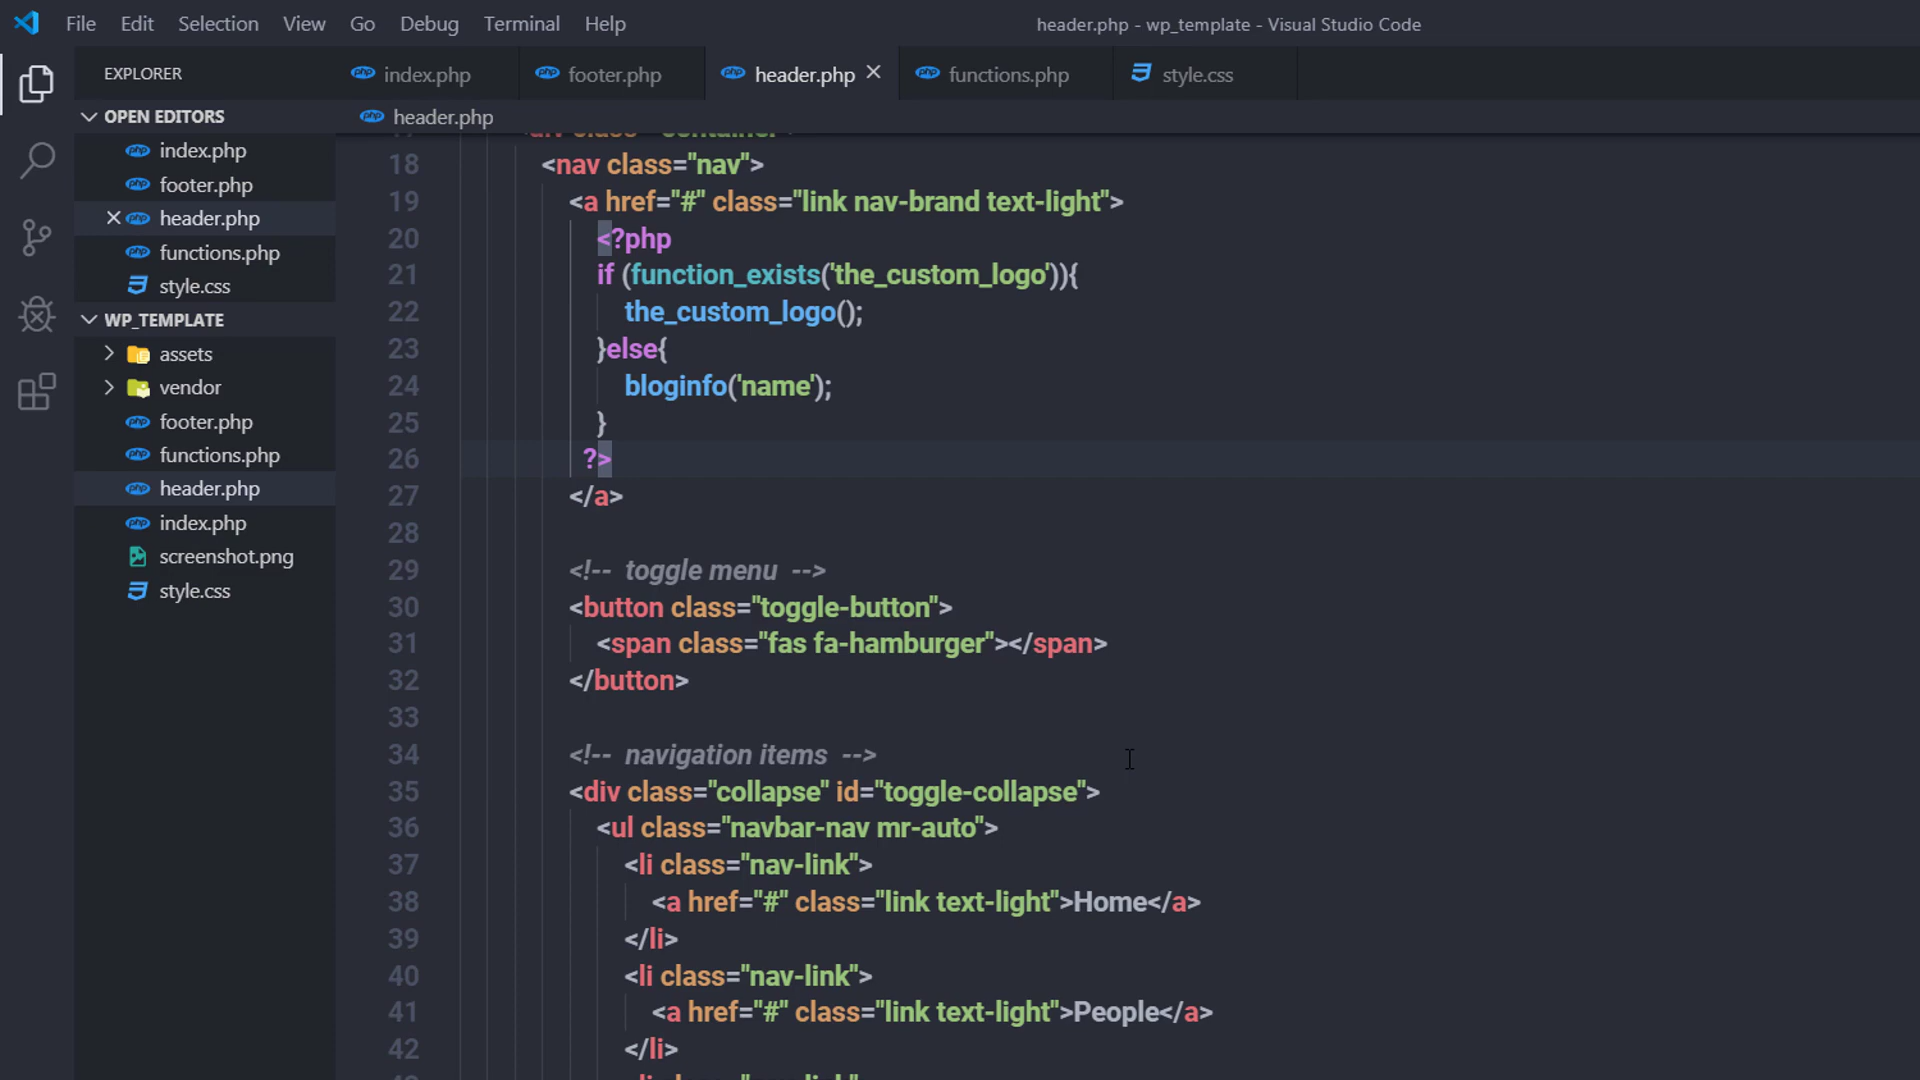 File Edit Selection View Go Debug Terminal Help
header.php - wp_template - Visual Studio Code
EXPLORER
index.php
footer.php
header.php
functions.php
style.css
OPEN EDITORS
index.php
footer.php
header.php
functions.php
style.css
WP_TEMPLATE
assets
vendor
footer.php
functions.php
header.php
index.php
screenshot.png
style.css
header.php
18 <nav class="nav">
19 <a href="#" class="link nav-brand text-light">
20 <?php
21 if (function_exists('the_custom_logo')){
22 the_custom_logo();
23 }else{
24 bloginfo('name');
25 }
26 ?>
27 </a>
28
29 <!-- toggle menu -->
30 <button class="toggle-button">
31 <span class="fas fa-hamburger"></span>
32 </button>
33
34 <!-- navigation items -->
35 <div class="collapse" id="toggle-collapse">
36 <ul class="navbar-nav mr-auto">
37 <li class="nav-link">
38 <a href="#" class="link text-light">Home</a>
39 </li>
40 <li class="nav-link">
41 <a href="#" class="link text-light">People</a>
42 </li>